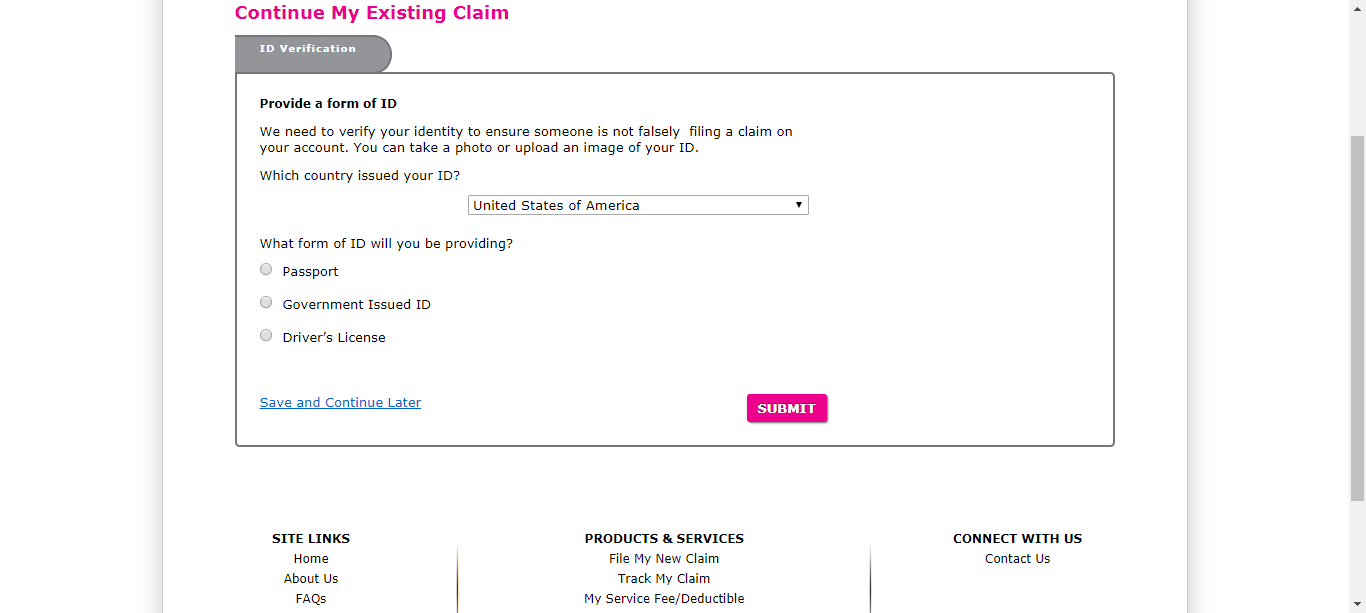 Continue My Existing Claim
ID Verification
Provide a form of ID
We need to verify your identity to ensure someone is not falsely  filing a claim on
your account. You can take a photo or upload an image of your ID.
Which country issued your ID?
United States of America
What form of ID will you be providing?
Passport
Government Issued ID
Driver’s License
Save and Continue Later
SUBMIT
SITE LINKS
Home
About Us
FAQs
PRODUCTS & SERVICES
File My New Claim
Track My Claim
My Service Fee/Deductible
CONNECT WITH US
Contact Us